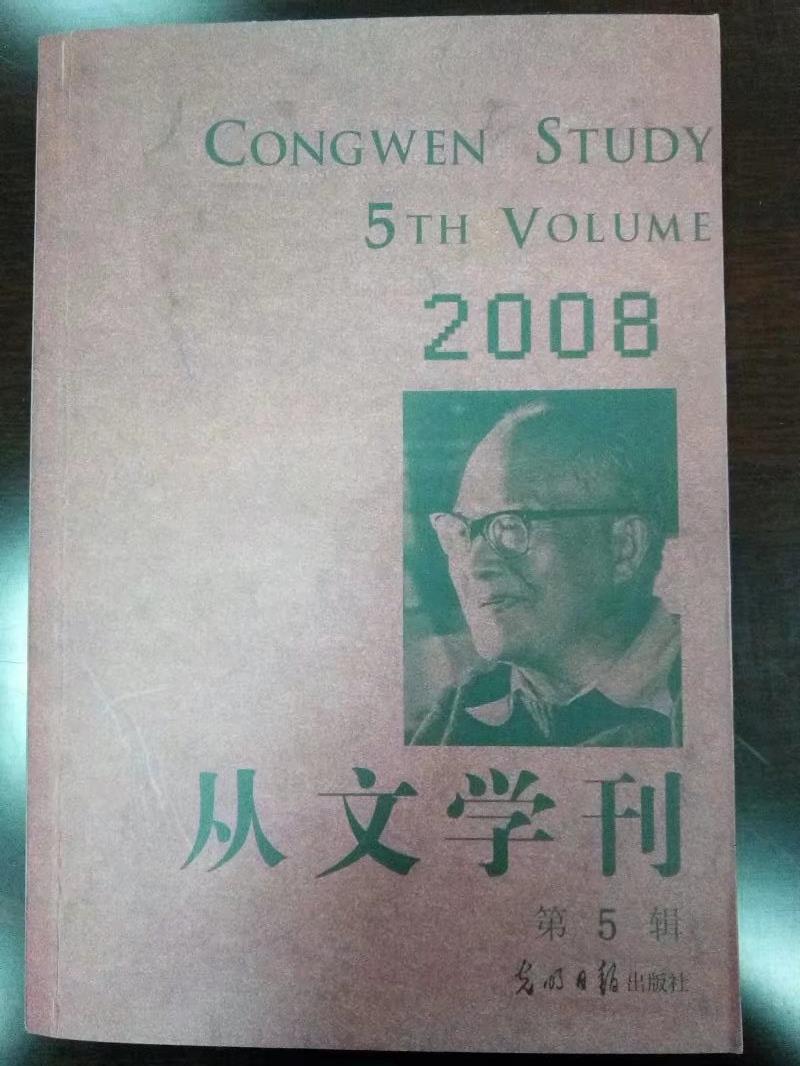 CONGWEN STUDY
5TH VOLUME
2008
从文学刊
第 5 辑
光明日报出版社